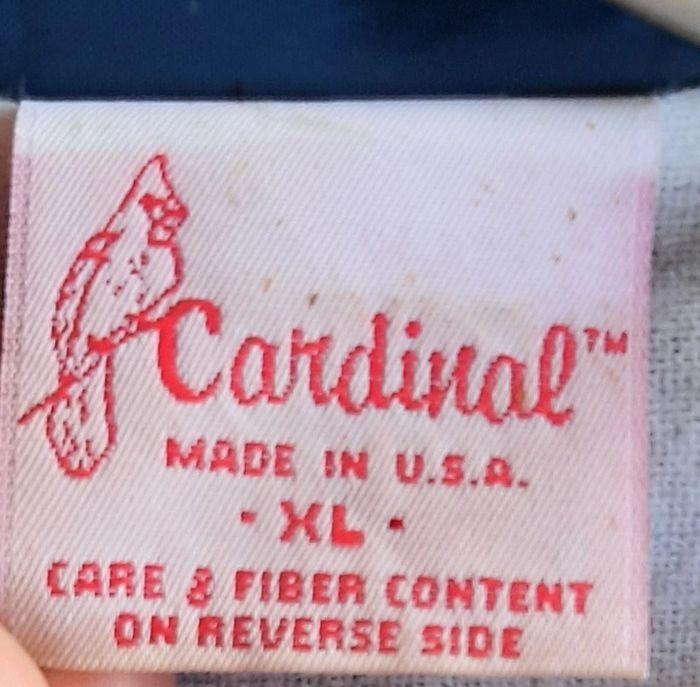 Cardinal™
MADE IN U.S.A.
- XL -
CARE & FIBER CONTENT
ON REVERSE SIDE